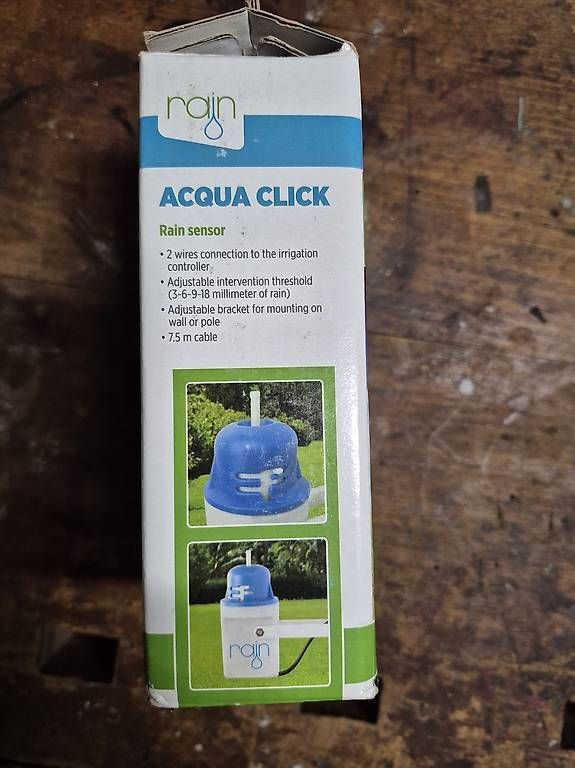 rain
ACQUA CLICK
Rain sensor
• 2 wires connection to the irrigation
controller
• Adjustable intervention threshold
(3-6-9-18 millimeter of rain)
• Adjustable bracket for mounting on
wall or pole
• 7.5 m cable
rain